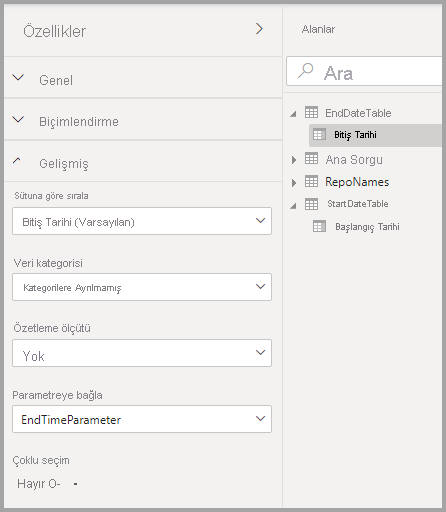 Özellikler
Genel
Biçimlendirme
Gelişmiş
Sütuna göre sırala
Bitiş Tarihi (Varsayılan)
Veri kategorisi
Kategorilere Ayrılmamış
Özetleme ölçütü
Yok
Parametreye bağla
EndTimeParameter
Çoklu seçim
Hayır O-
Alanlar
Ara
EndDateTable
Bitiş Tarihi
Ana Sorgu
RepoNames
StartDateTable
Başlangıç Tarihi